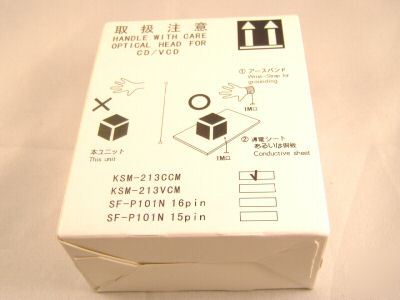 取扱注意
HANDLE WITH CARE
OPTICAL HEAD FOR
CD/VCD
① アースバンド
Wrist-Strap for
grounding
1MΩ
本ユニット
This unit
1MΩ
② 導電シート
あるいは銅板
Conductive sheet
KSM-213CCM
KSM-213VCM
SF-P101N 16pin
SF-P101N 15pin